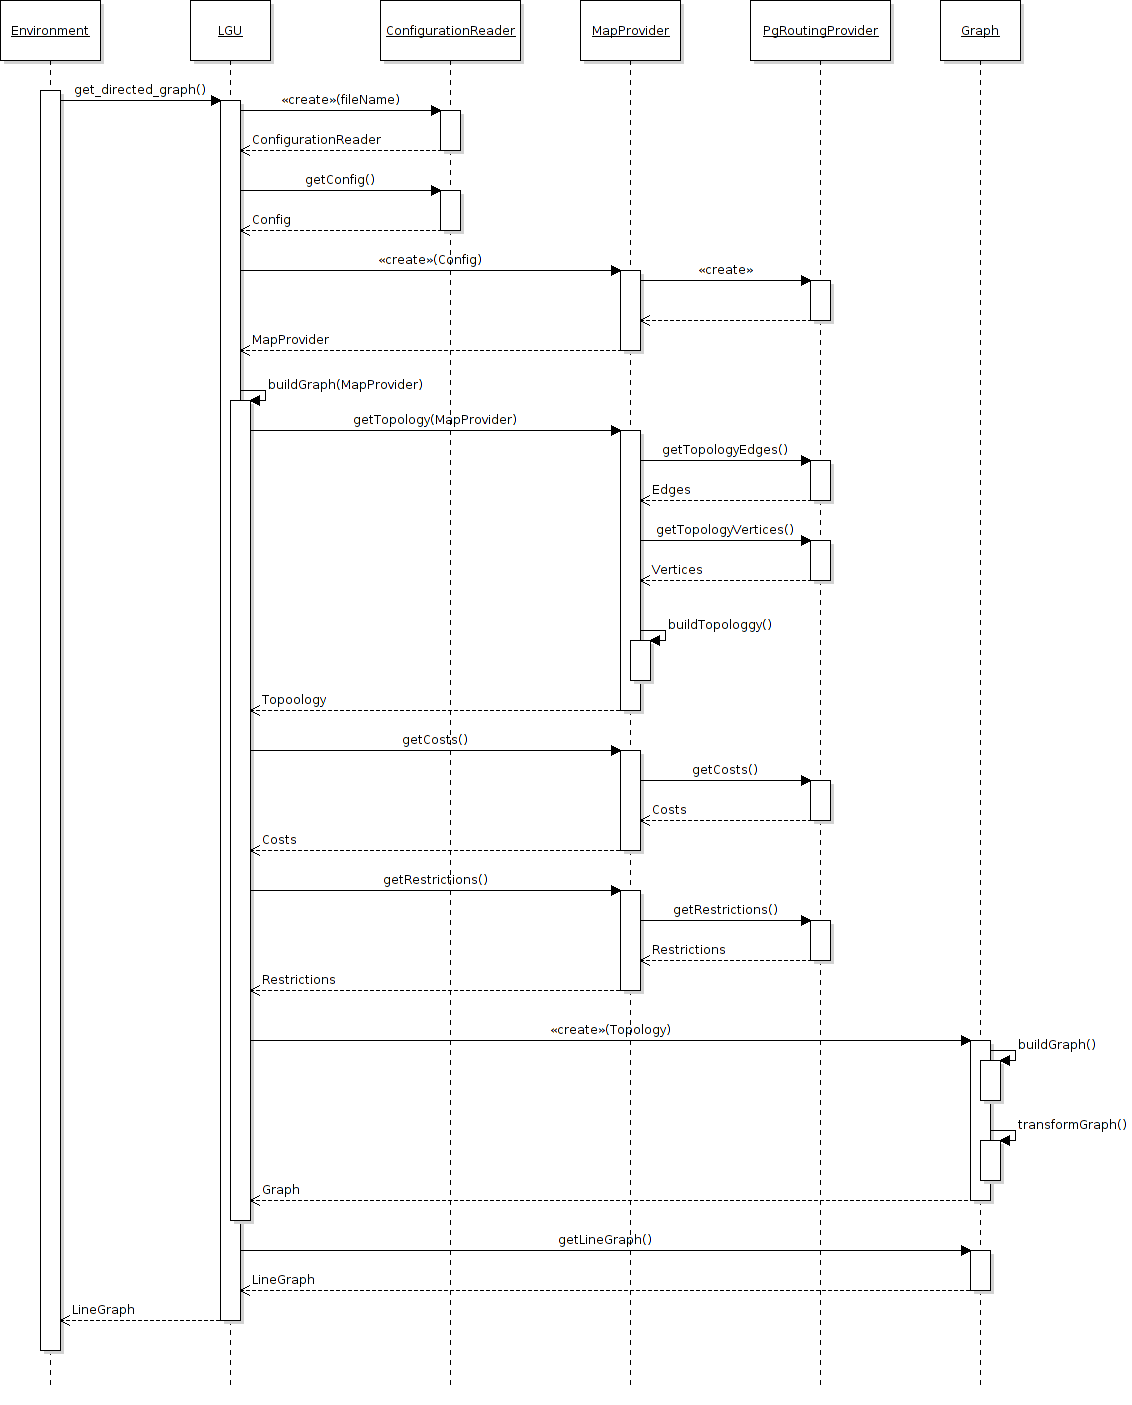 Environment
LGU
ConfigurationReader
MapProvider
PgRoutingProvider
Graph
get_directed_graph()
«create»(fileName)
ConfigurationReader
getConfig()
Config
«create»(Config)
«create»
MapProvider
buildGraph(MapProvider)
getTopology(MapProvider)
getTopologyEdges()
Edges
getTopologyVertices()
Vertices
buildTopologgy()
Topoology
getCosts()
getCosts()
Costs
Costs
getRestrictions()
getRestrictions()
Restrictions
Restrictions
«create»(Topology)
buildGraph()
transformGraph()
Graph
getLineGraph()
LineGraph
LineGraph